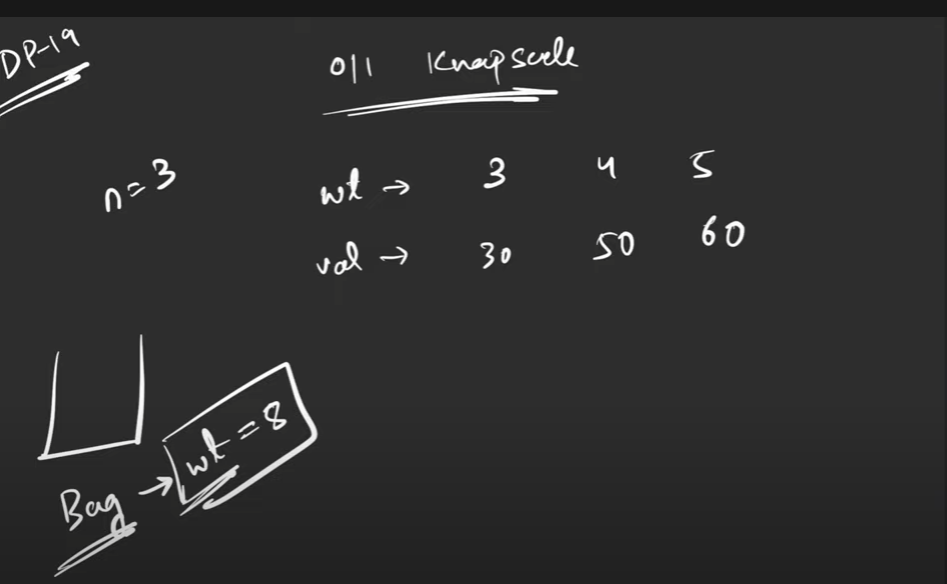 DP-19
0/1 Knapsack
n=3
wt → 3 4 5
val → 30 50 60
wt = 8
Bag →